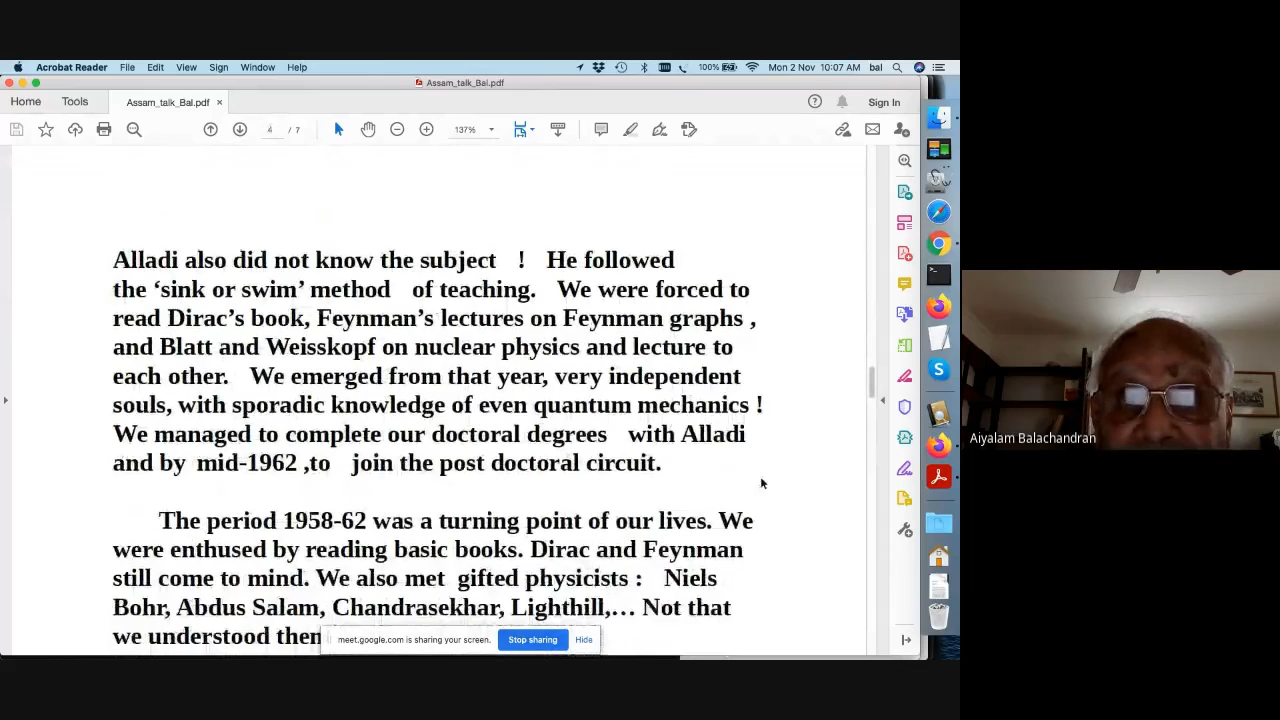 Acrobat Reader File Edit View Window Help 100% Mon 2 Nov 10:07 AM bal
Assam_talk_Bal.pdf
Home Tools Assam_talk_Bal.pdf × Sign In
4 / 7 137%
Alladi also did not know the subject ! He followed
the ‘sink or swim’ method of teaching. We were forced to
read Dirac’s book, Feynman’s lectures on Feynman graphs ,
and Blatt and Weisskopf on nuclear physics and lecture to
each other. We emerged from that year, very independent
souls, with sporadic knowledge of even quantum mechanics !
We managed to complete our doctoral degrees with Alladi
and by mid-1962 ,to join the post doctoral circuit.
The period 1958-62 was a turning point of our lives. We
were enthused by reading basic books. Dirac and Feynman
still come to mind. We also met gifted physicists : Niels
Bohr, Abdus Salam, Chandrasekhar, Lighthill,… Not that
we understood
meet.google.com is sharing your screen. Stop sharing Hide
Aiyalam Balachandran